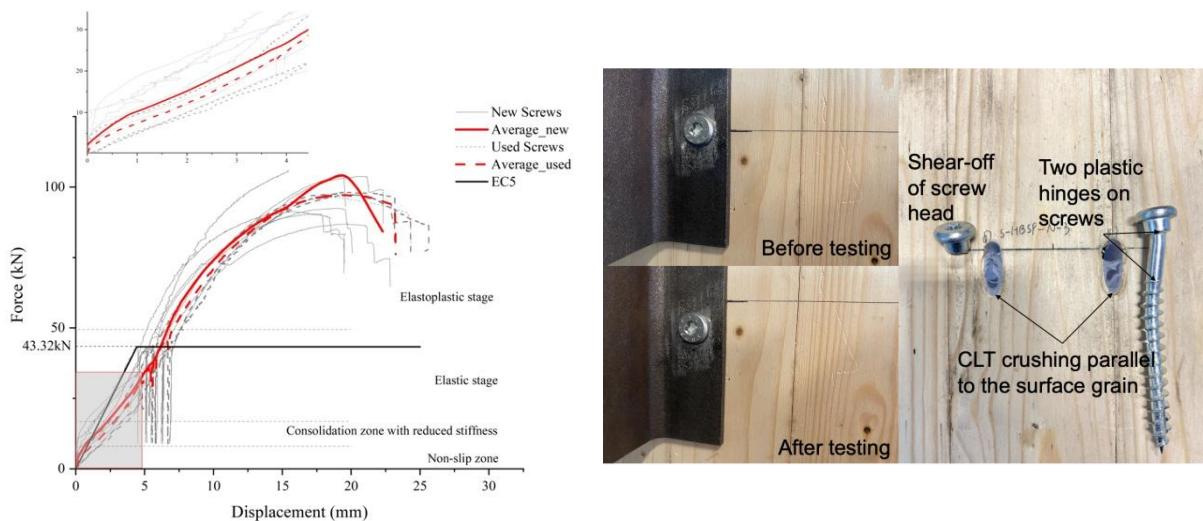 30
20
10
0
1
2
3
4
New Screws
Average_new
Used Screws
Average_used
EC5
100
50
43.32kN
0
Force (kN)
Elastoplastic stage
Elastic stage
Consolidation zone with reduced stiffness
Non-slip zone
0
5
10
15
20
25
30
Displacement (mm)
Before testing
After testing
Shear-off
of screw
head
Two plastic
hinges on
screws
S-HBSP-N-3
CLT crushing parallel
to the surface grain